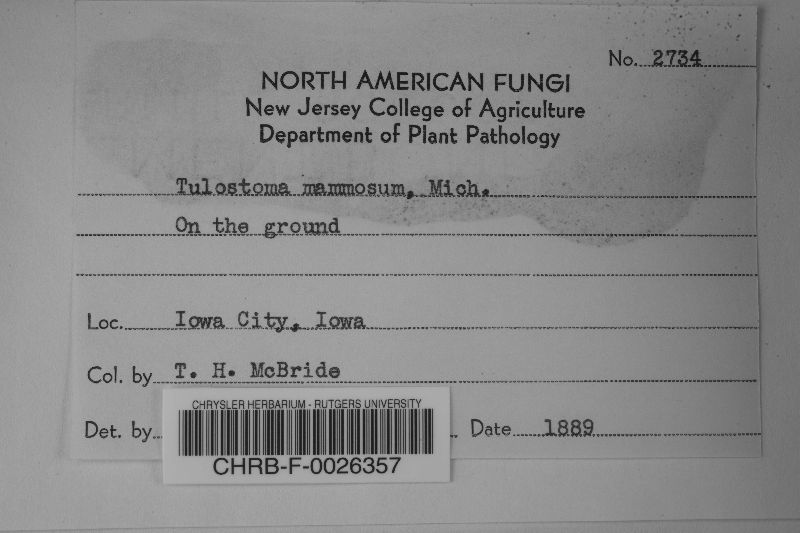 No. 2734
NORTH AMERICAN FUNGI
New Jersey College of Agriculture
Department of Plant Pathology
Tulostoma mammosum, Mich.
On the ground
Loc. Iowa City, Iowa
Col. by T. H. McBride
Det. by Date 1889
CHRYSLER HERBARIUM - RUTGERS UNIVERSITY
CHRB-F-0026357